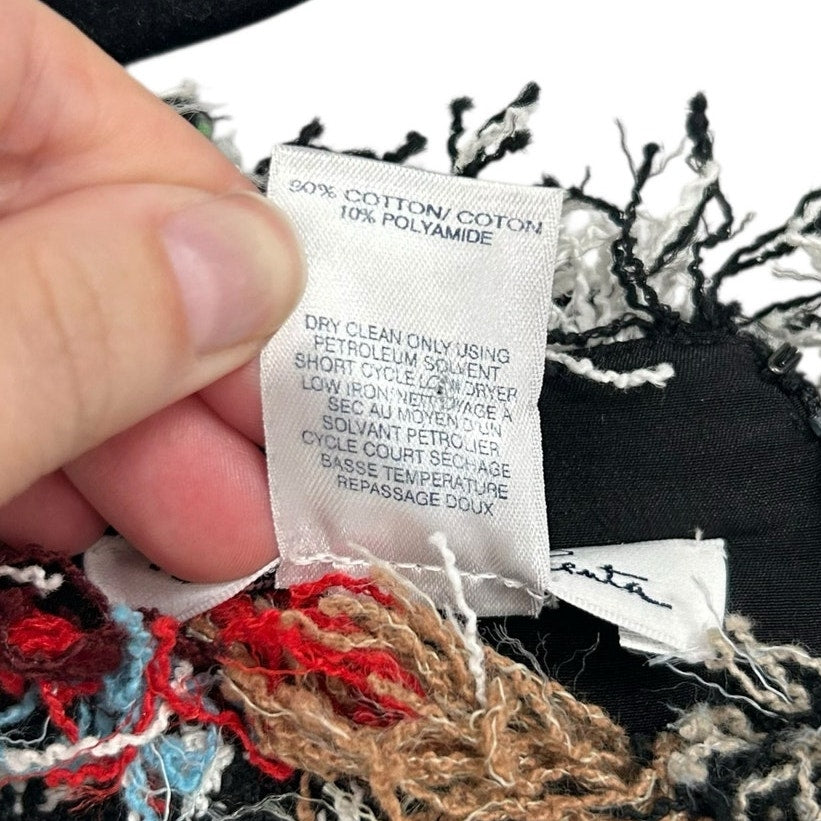 90% COTTON/ COTON
10% POLYAMIDE
DRY CLEAN ONLY USING
PETROLEUM SOLVENT
SHORT CYCLE LOW DRYER
LOW IRON: NETTOYAGE À
SEC AU MOYEN D'UN
SOLVANT PETROLIER
CYCLE COURT SÉCHAGE
BASSE TEMPERATURE
REPASSAGE DOUX